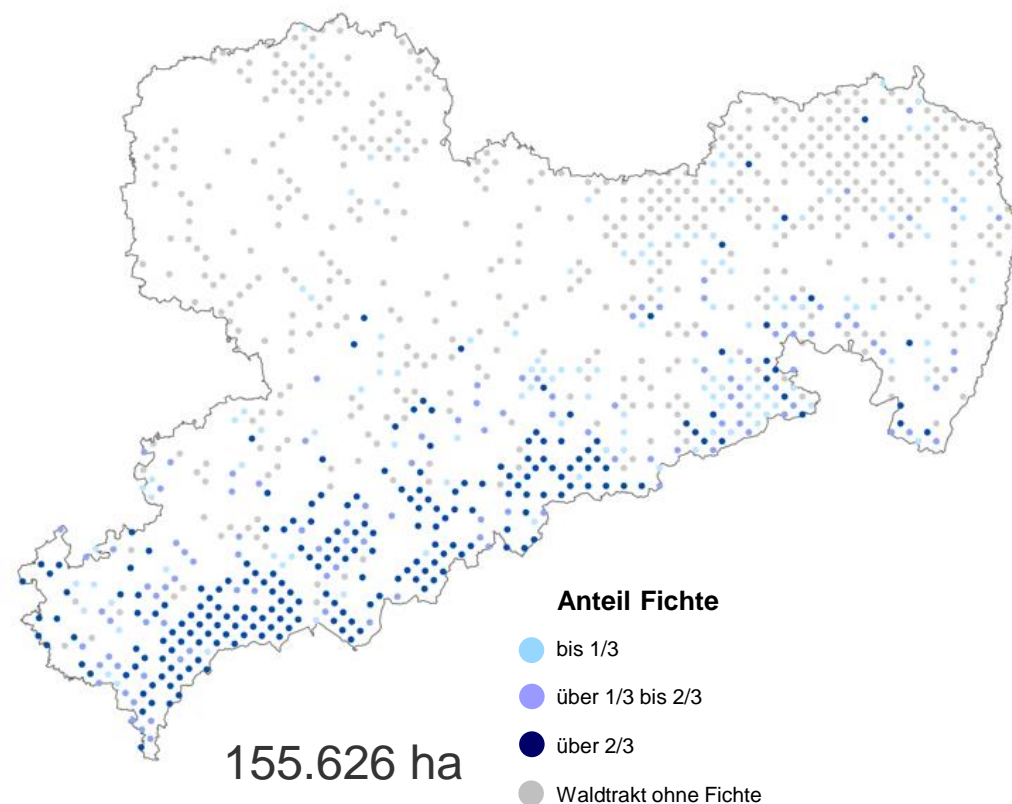 Anteil Fichte
bis 1/3
über 1/3 bis 2/3
über 2/3
155.626 ha
Waldtrakt ohne Fichte